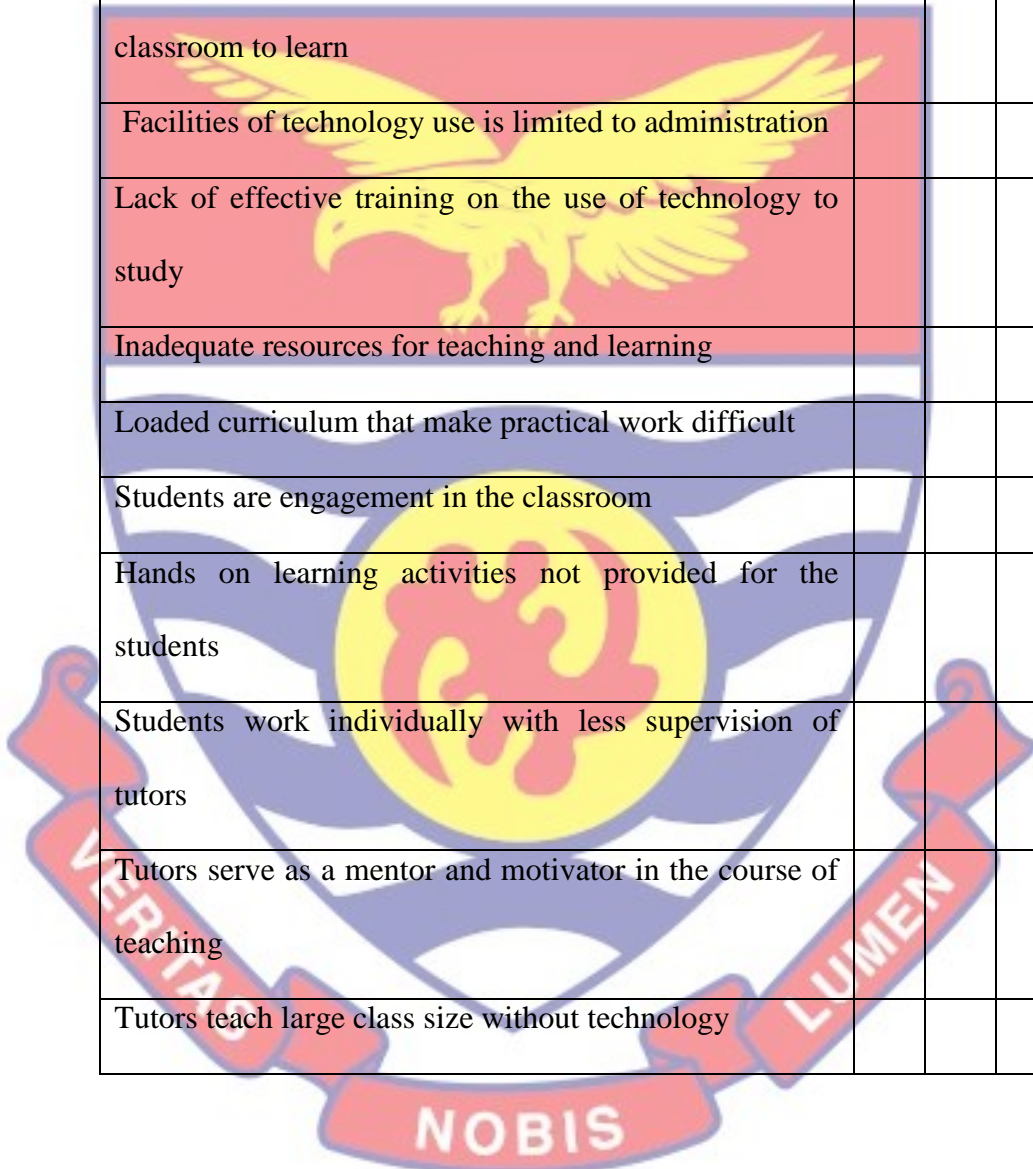 classroom to learn
Facilities of technology use is limited to administration
Lack of effective training on the use of technology to
study
Inadequate resources for teaching and learning
Loaded curriculum that make practical work difficult
Students are engagement in the classroom
Hands on learning activities not provided for the
students
Students work individually with less supervision of
tutors
Tutors serve as a mentor and motivator in the course of
teaching
Tutors teach large class size without technology
VERITAS
NOBIS
LUMEN